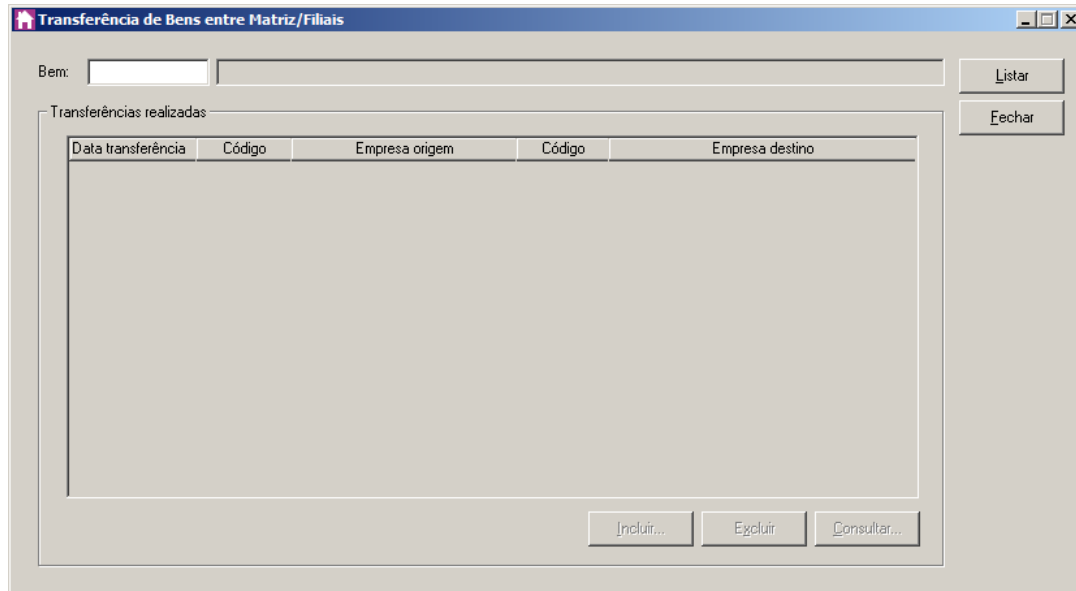 Transferência de Bens entre Matriz/Filiais
Bem:
Listar
Fechar
Transferências realizadas
Data transferência Código Empresa origem Código Empresa destino
Incluir... Excluir Consultar...